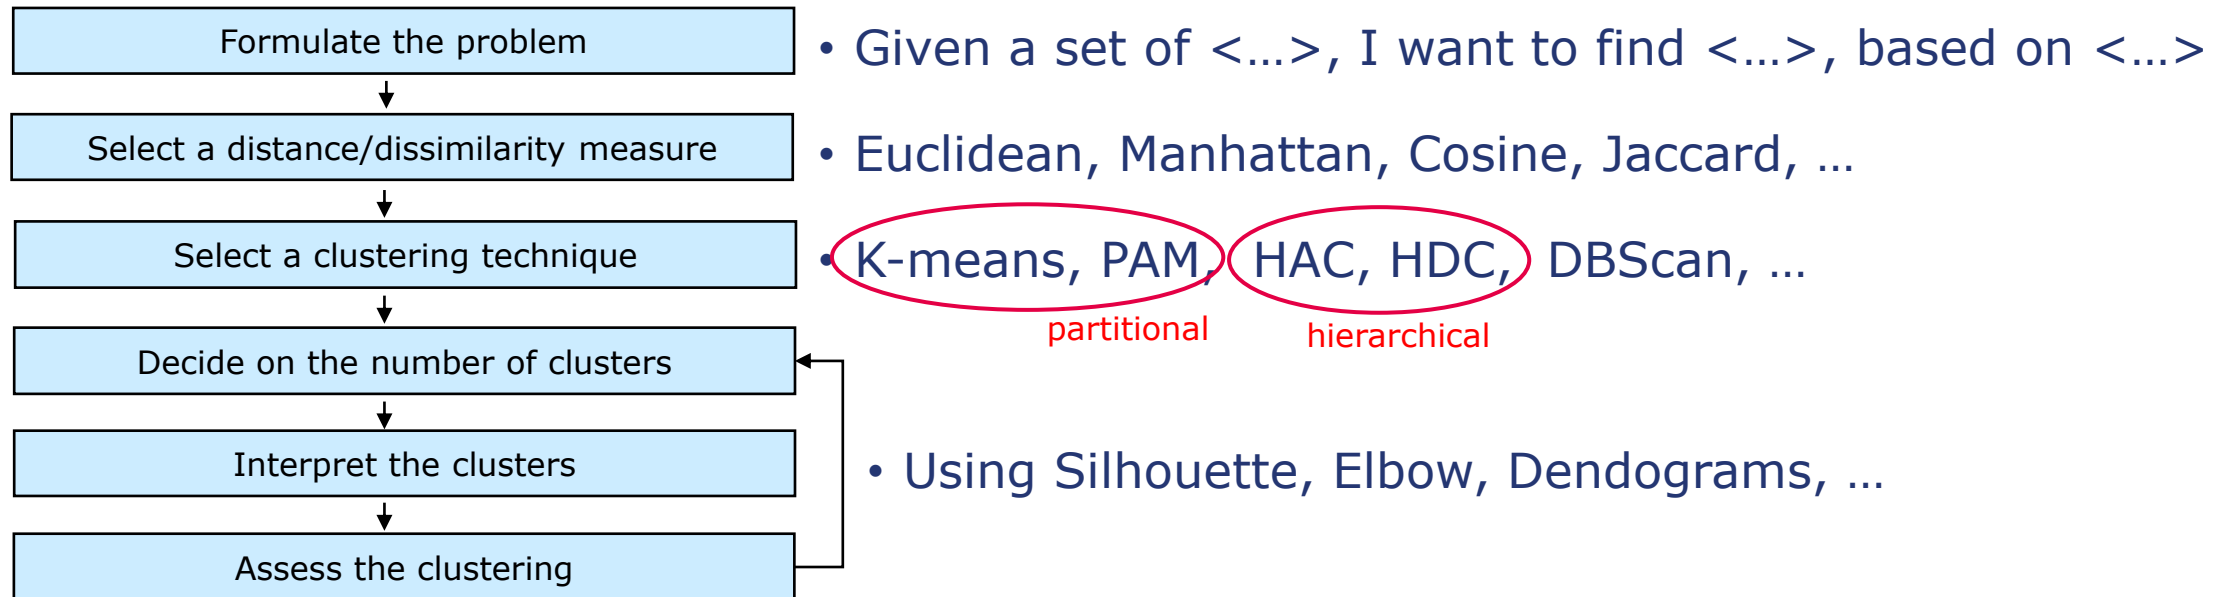 Formulate the problem
• Given a set of <...>, I want to find <...>, based on <...>
Select a distance/dissimilarity measure
• Euclidean, Manhattan, Cosine, Jaccard, ...
Select a clustering technique
• K-means, PAM, HAC, HDC, DBScan, ...
partitional
hierarchical
Decide on the number of clusters
Interpret the clusters
• Using Silhouette, Elbow, Dendograms, ...
Assess the clustering